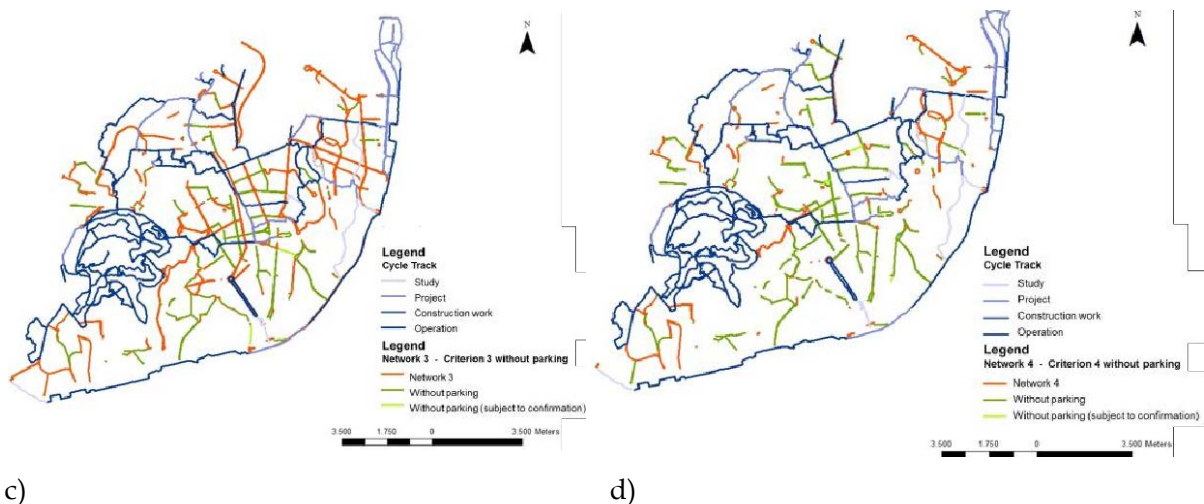 N
Legend
Cycle Track
Study
Project
Construction work
Operation
Legend
Network 3 - Criterion 3 without parking
Network 3
Without parking
Without parking (subject to confirmation)
3.500 1.750 0 3.500 Meters
c)
N
Legend
Cycle Track
Study
Project
Construction work
Operation
Legend
Network 4 - Criterion 4 without parking
Network 4
Without parking
Without parking (subject to confirmation)
3.500 1.750 0 3.500 Meters
d)